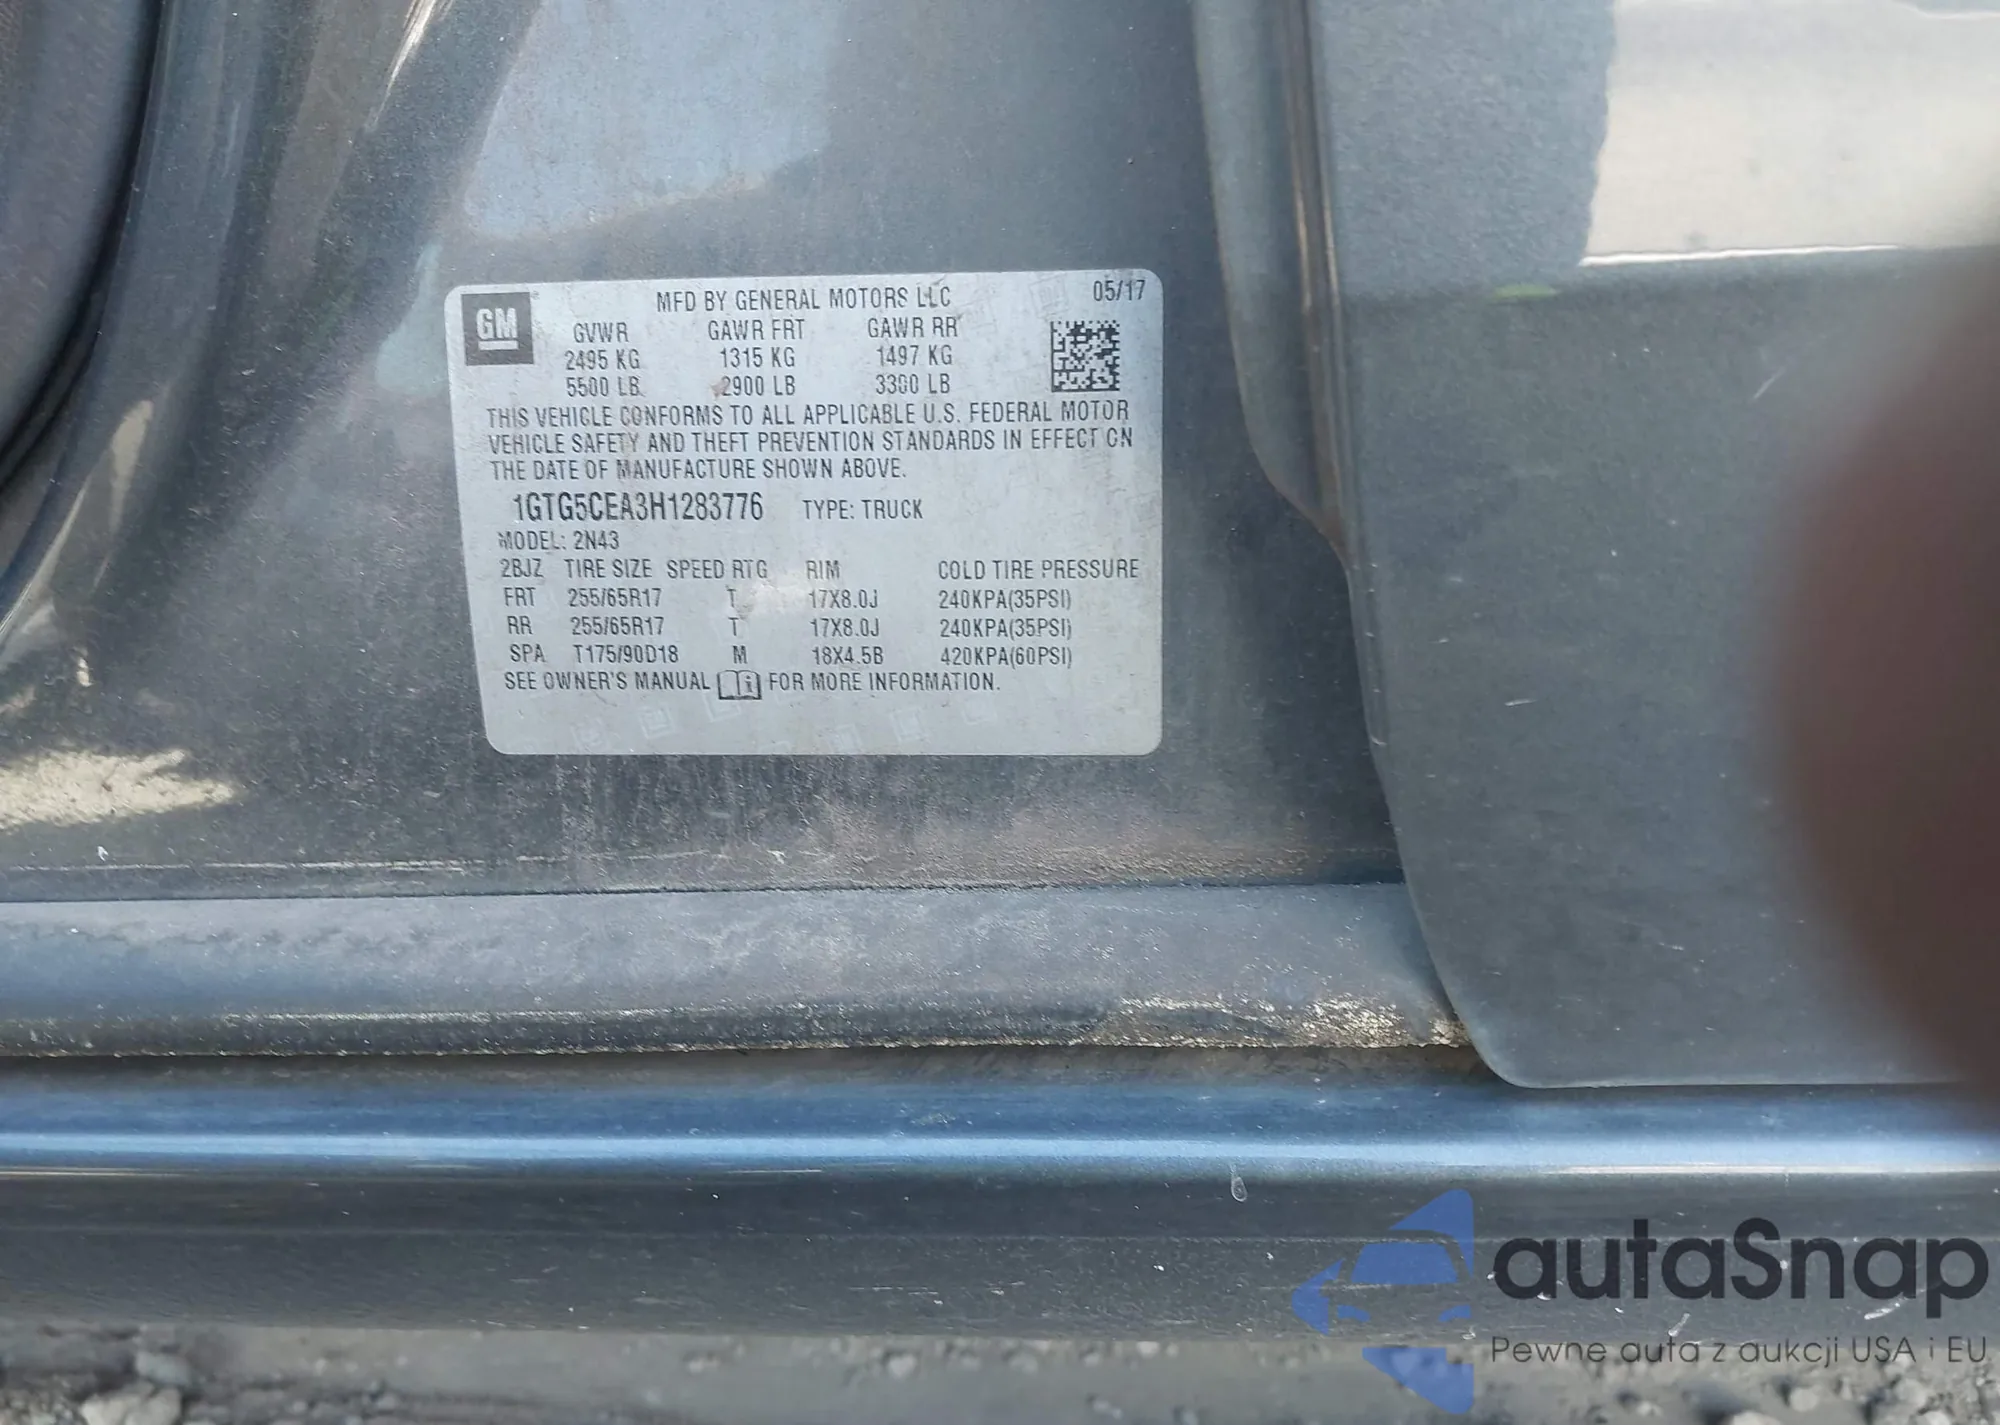 GM
MFD BY GENERAL MOTORS LLC 05/17
GVWR GAWR FRT GAWR RR
2495 KG 1315 KG 1497 KG
5500 LB 2900 LB 3300 LB
THIS VEHICLE CONFORMS TO ALL APPLICABLE U.S. FEDERAL MOTOR
VEHICLE SAFETY AND THEFT PREVENTION STANDARDS IN EFFECT ON
THE DATE OF MANUFACTURE SHOWN ABOVE.
1GTG5CEA3H1283776 TYPE: TRUCK
MODEL: 2N43
2BJZ TIRE SIZE SPEED RTG RIM COLD TIRE PRESSURE
FRT 255/65R17 T 17X8.0J 240KPA(35PSI)
RR 255/65R17 T 17X8.0J 240KPA(35PSI)
SPA T175/90D18 M 18X4.5B 420KPA(60PSI)
SEE OWNER'S MANUAL i FOR MORE INFORMATION.
autaSnap
Pewne auta z aukcji USA i EU